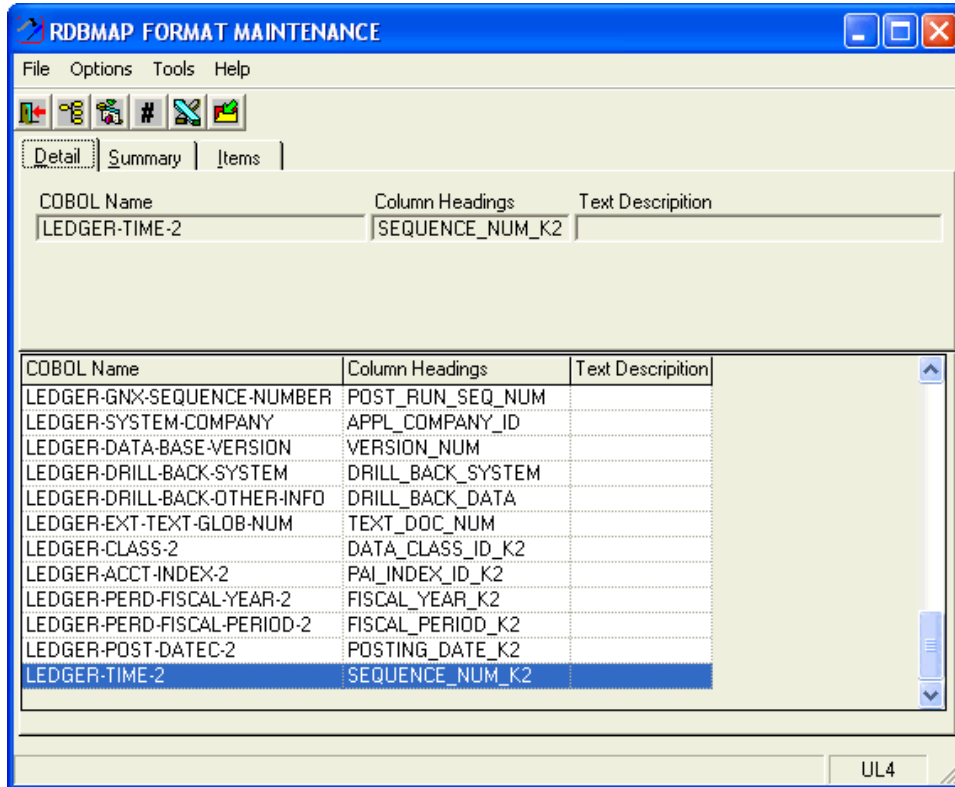 RDBMAP FORMAT MAINTENANCE
File Options Tools Help
#
Detail Summary Items
COBOL Name Column Headings Text Descripition
LEDGER-TIME-2 SEQUENCE_NUM_K2
COBOL Name Column Headings Text Descripition
LEDGER-GNX-SEQUENCE-NUMBER POST_RUN_SEQ_NUM
LEDGER-SYSTEM-COMPANY APPL_COMPANY_ID
LEDGER-DATA-BASE-VERSION VERSION_NUM
LEDGER-DRILL-BACK-SYSTEM DRILL_BACK_SYSTEM
LEDGER-DRILL-BACK-OTHER-INFO DRILL_BACK_DATA
LEDGER-EXT-TEXT-GLOB-NUM TEXT_DOC_NUM
LEDGER-CLASS-2 DATA_CLASS_ID_K2
LEDGER-ACCT-INDEX-2 PAI_INDEX_ID_K2
LEDGER-PERD-FISCAL-YEAR-2 FISCAL_YEAR_K2
LEDGER-PERD-FISCAL-PERIOD-2 FISCAL_PERIOD_K2
LEDGER-POST-DATEC-2 POSTING_DATE_K2
LEDGER-TIME-2 SEQUENCE_NUM_K2
UL4